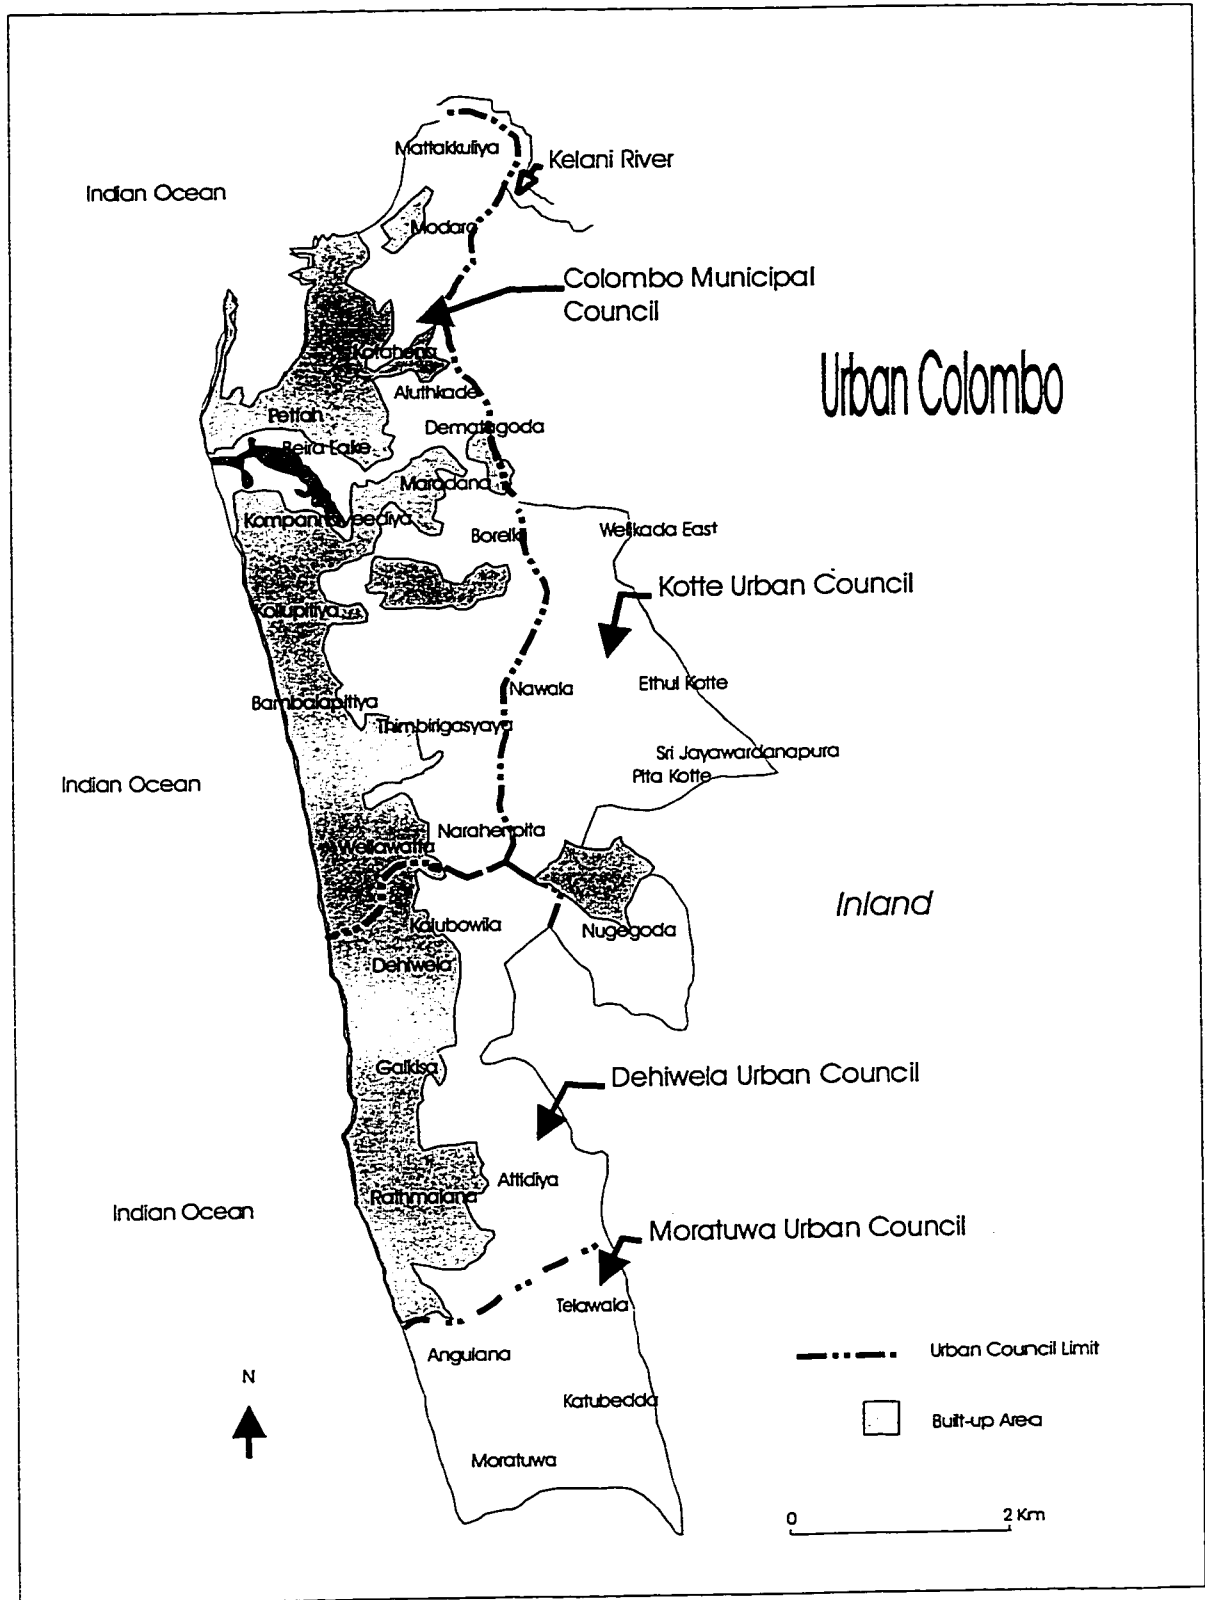 Mattakkuliya
Kelani River
Indian Ocean
Modara
Colombo Municipal
Council
Kotahena
Urban Colombo
Aluthkade
Pettah
Dematagoda
Beira Lake
Maradana
Kompannaveediya
Borella
Welikada East
Kotte Urban Council
Kollupitiya
Ethul Kotte
Nawala
Bambalapitiya
Thimbirigasyaya
Sri Jayawardanapura
Pita Kotte
Indian Ocean
Narahenpita
Wellawatta
Inland
Kalubowila
Nugegoda
Dehiwela
Galkisa
Dehiwela Urban Council
Attidiya
Rathmalana
Indian Ocean
Moratuwa Urban Council
Telawala
Angulana
Urban Council Limit
N
Katubedda
Built-up Area
Moratuwa
0 2 Km